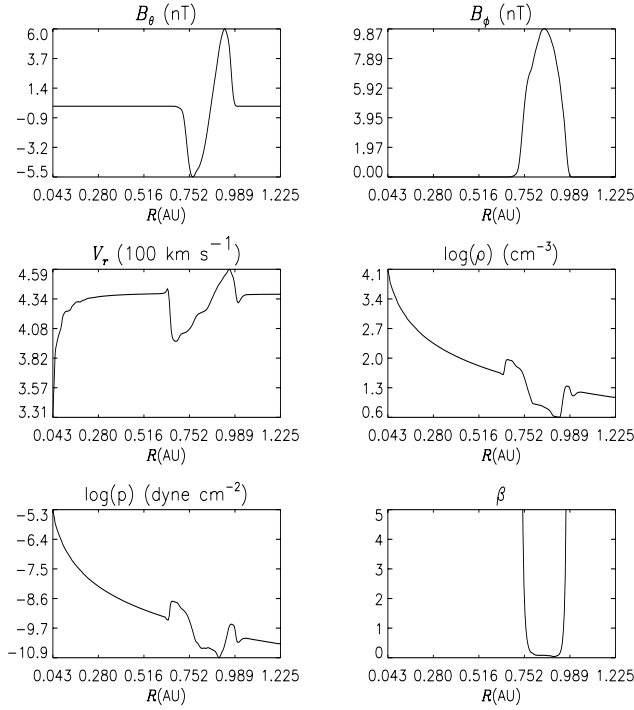 B_θ (nT)
6.0
3.7
1.4
−0.9
−3.2
−5.5
0.043 0.280 0.516 0.752 0.989 1.225
R(AU)
B_ϕ (nT)
9.87
7.89
5.92
3.95
1.97
0.00
0.043 0.280 0.516 0.752 0.989 1.225
R(AU)
V_r (100 km s⁻¹)
4.59
4.34
4.08
3.82
3.57
3.31
0.043 0.280 0.516 0.752 0.989 1.225
R(AU)
log(ρ) (cm⁻³)
4.1
3.4
2.7
2.0
1.3
0.6
0.043 0.280 0.516 0.752 0.989 1.225
R(AU)
log(p) (dyne cm⁻²)
−5.3
−6.4
−7.5
−8.6
−9.7
−10.9
0.043 0.280 0.516 0.752 0.989 1.225
R(AU)
β
5
4
3
2
1
0
0.043 0.280 0.516 0.752 0.989 1.225
R(AU)